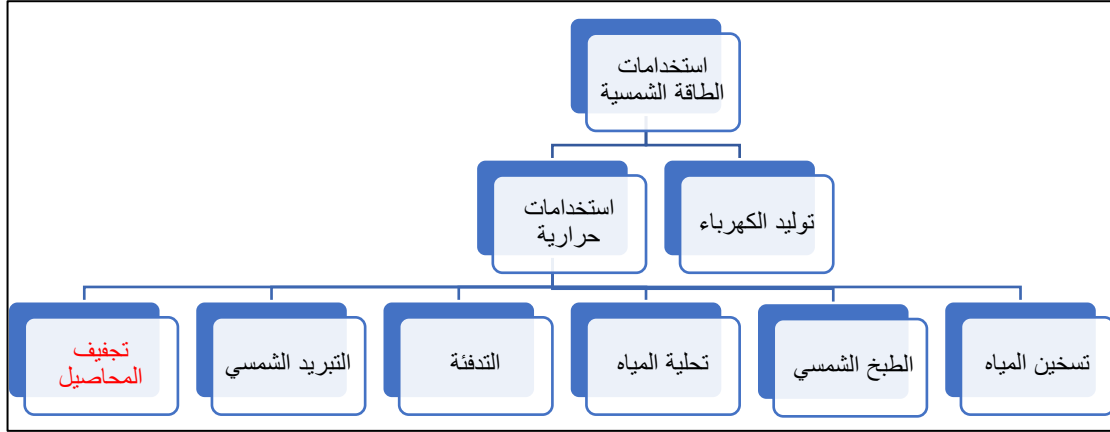 استخدامات
الطاقة الشمسية
توليد الكهرباء
استخدامات
حرارية
تسخين المياه
الطبخ الشمسي
تحلية المياه
التدفئة
التبريد الشمسي
تجفيف
المحاصيل